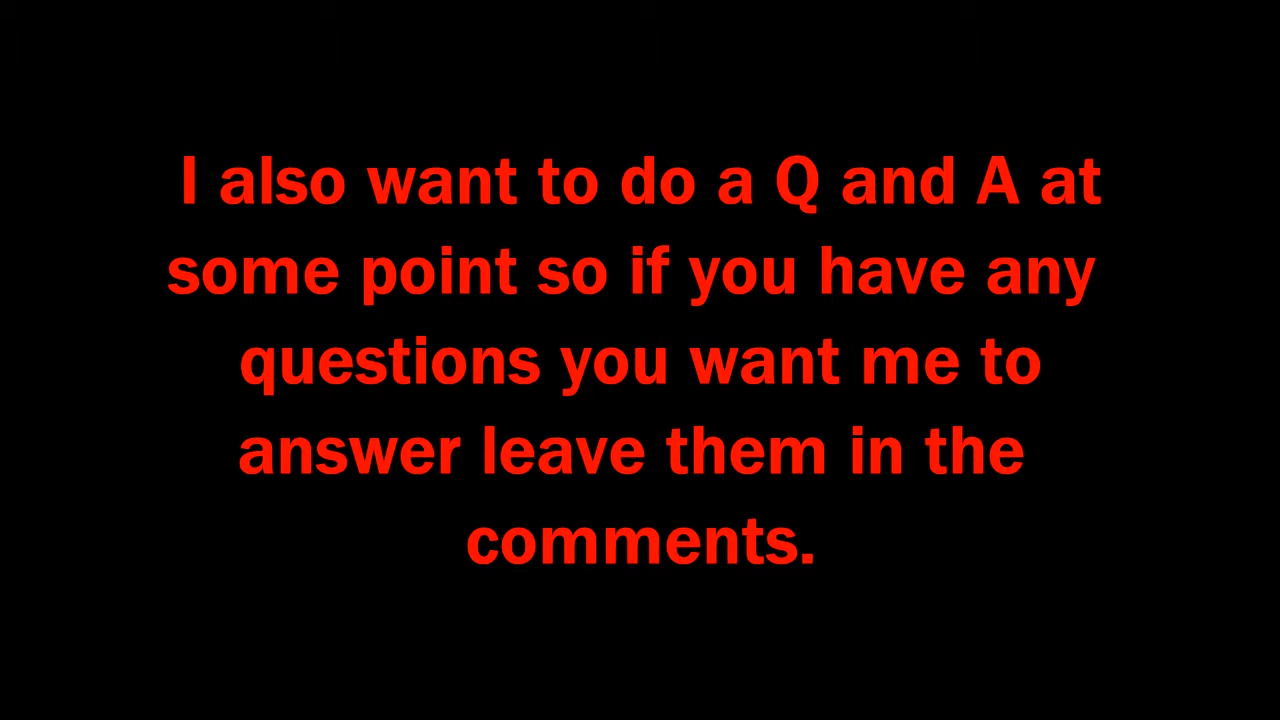 I also want to do a Q and A at
some point so if you have any
questions you want me to
answer leave them in the
comments.